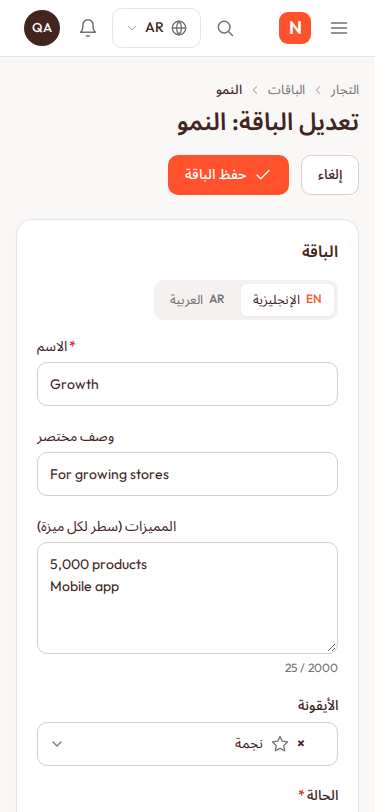 N AR QA
التجار > الباقات > النمو
تعديل الباقة: النمو
إلغاء حفظ الباقة
الباقة
EN الإنجليزية AR العربية
الاسم *
Growth
وصف مختصر
For growing stores
المميزات (سطر لكل ميزة)
5,000 products
Mobile app
25 / 2000
الأيقونة
× نجمة
الحالة *